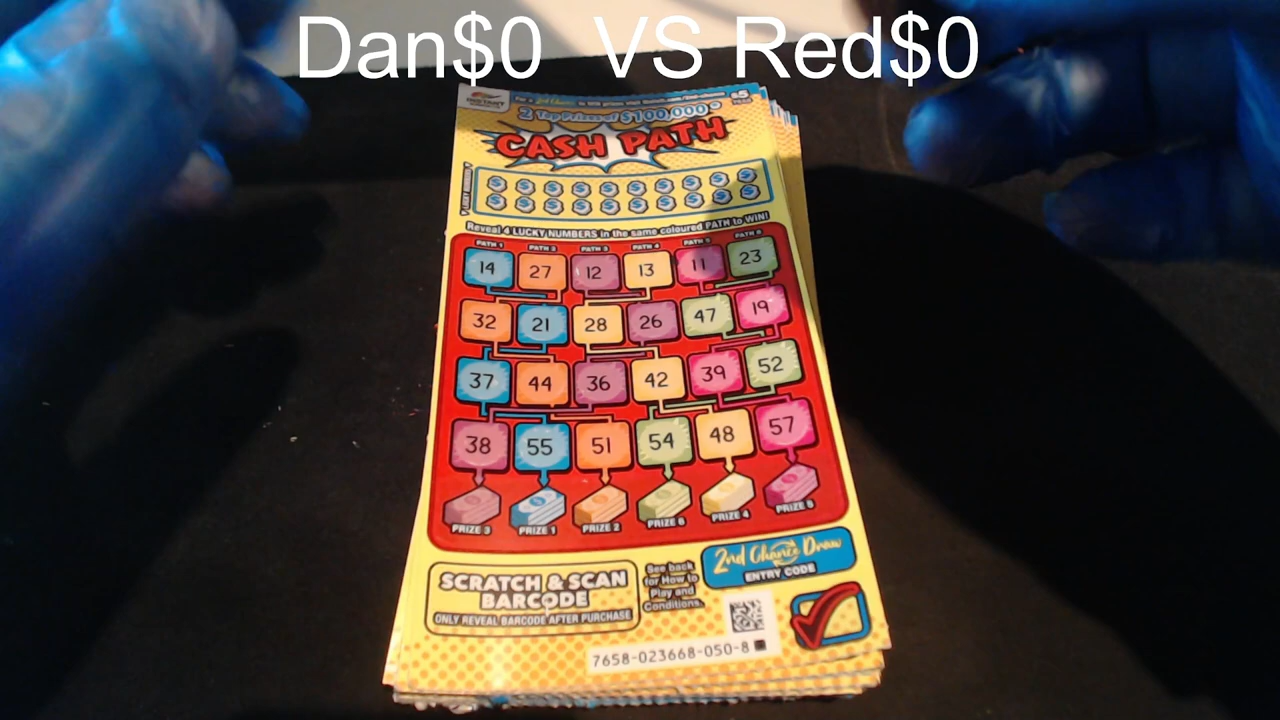 Dan$0 VS Red$0
$5
2 Top Prizes of $100,000
CASH PATH
Reveal 4 LUCKY NUMBERS in the same coloured PATH to WIN!
PATH 1 PATH 2 PATH 3 PATH 4 PATH 5 PATH 6
14 27 12 13 11 23
32 21 28 26 47 19
37 44 36 42 39 52
38 55 51 54 48 57
PRIZE 3 PRIZE 1 PRIZE 2 PRIZE 6 PRIZE 4 PRIZE 5
2nd Chance Draw
ENTRY CODE
SCRATCH & SCAN
BARCODE
ONLY REVEAL BARCODE AFTER PURCHASE
See back
for How to
Play and
Conditions.
7658-023668-050-8